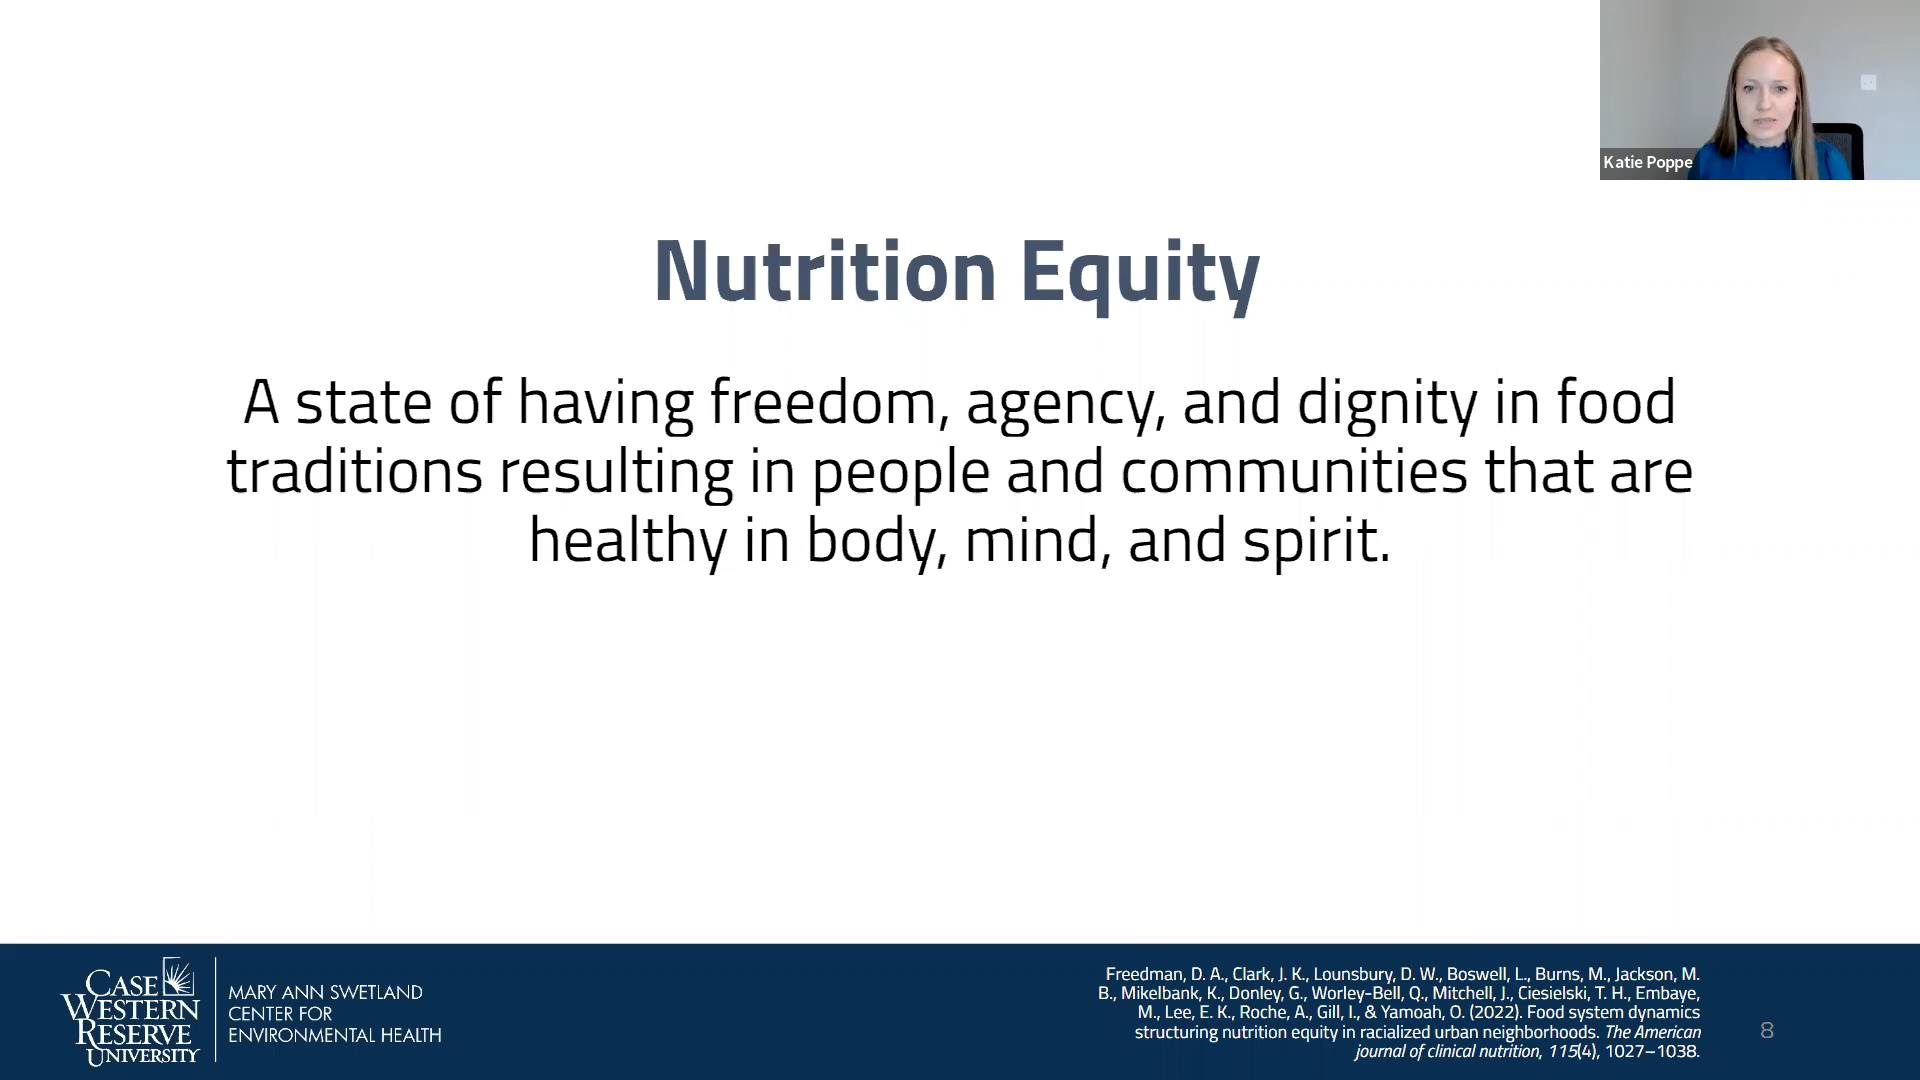 Katie Poppe
Nutrition Equity
A state of having freedom, agency, and dignity in food
traditions resulting in people and communities that are
healthy in body, mind, and spirit.
CASE
WESTERN
RESERVE
UNIVERSITY
MARY ANN SWETLAND
CENTER FOR
ENVIRONMENTAL HEALTH
Freedman, D. A., Clark, J. K., Lounsbury, D. W., Boswell, L., Burns, M., Jackson, M.
B., Mikelbank, K., Donley, G., Worley-Bell, Q., Mitchell, J., Ciesielski, T. H., Embaye,
M., Lee, E. K., Roche, A., Gill, I., & Yamoah, O. (2022). Food system dynamics
structuring nutrition equity in racialized urban neighborhoods. The American
journal of clinical nutrition, 115(4), 1027–1038.
8